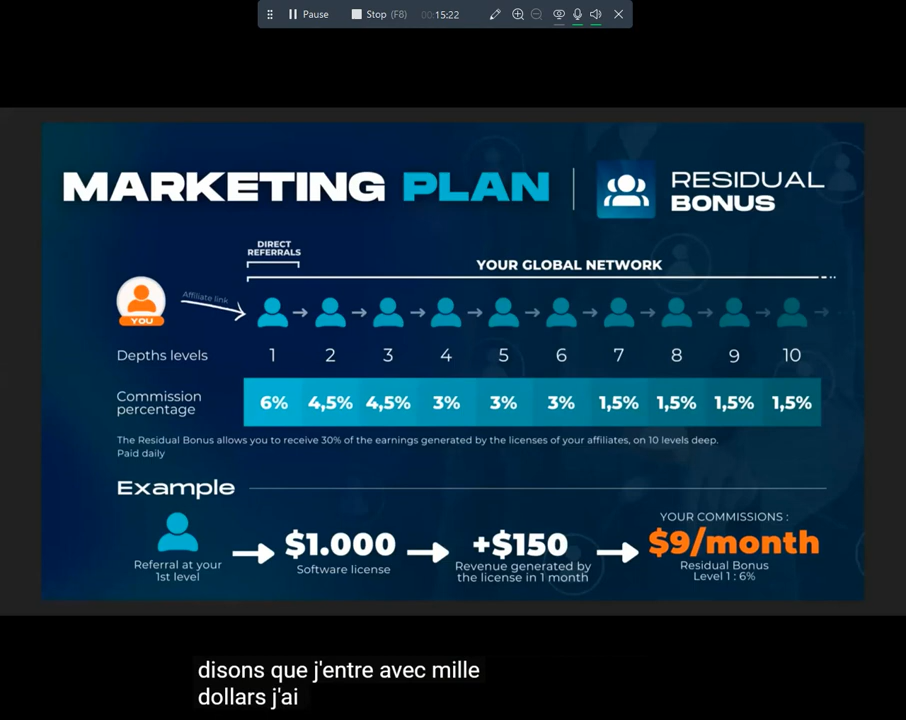 Pause Stop (F8) 00:15:22
MARKETING PLAN
RESIDUAL
BONUS
DIRECT
REFERRALS
YOUR GLOBAL NETWORK
Affiliate link
YOU
Depths levels 1 2 3 4 5 6 7 8 9 10
Commission
percentage
6% 4,5% 4,5% 3% 3% 3% 1,5% 1,5% 1,5% 1,5%
The Residual Bonus allows you to receive 30% of the earnings generated by the licenses of your affiliates, on 10 levels deep.
Paid daily
Example
Referral at your
1st level
$1.000
Software license
+$150
Revenue generated by
the license in 1 month
YOUR COMMISSIONS :
$9/month
Residual Bonus
Level 1 : 6%
disons que j'entre avec mille
dollars j'ai